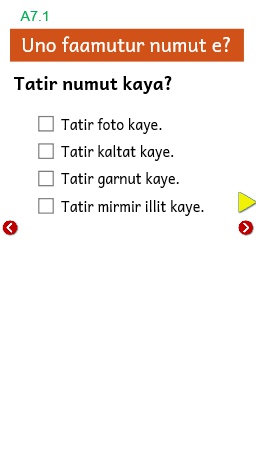 A7.1
Uno faamutur numut e?
Tatir numut kaya?
Tatir foto kaye.
Tatir kaltat kaye.
Tatir garnut kaye.
Tatir mirmir illit kaye.